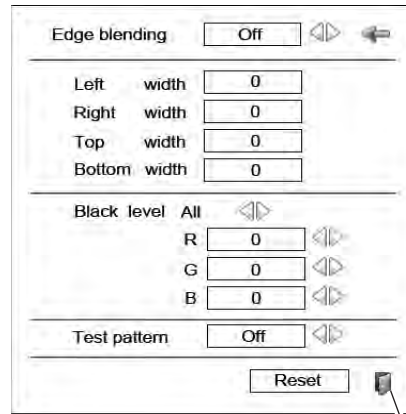 Edge blending Off
Left width 0
Right width 0
Top width 0
Bottom width 0
Black level All
R 0
G 0
B 0
Test pattern Off
Reset